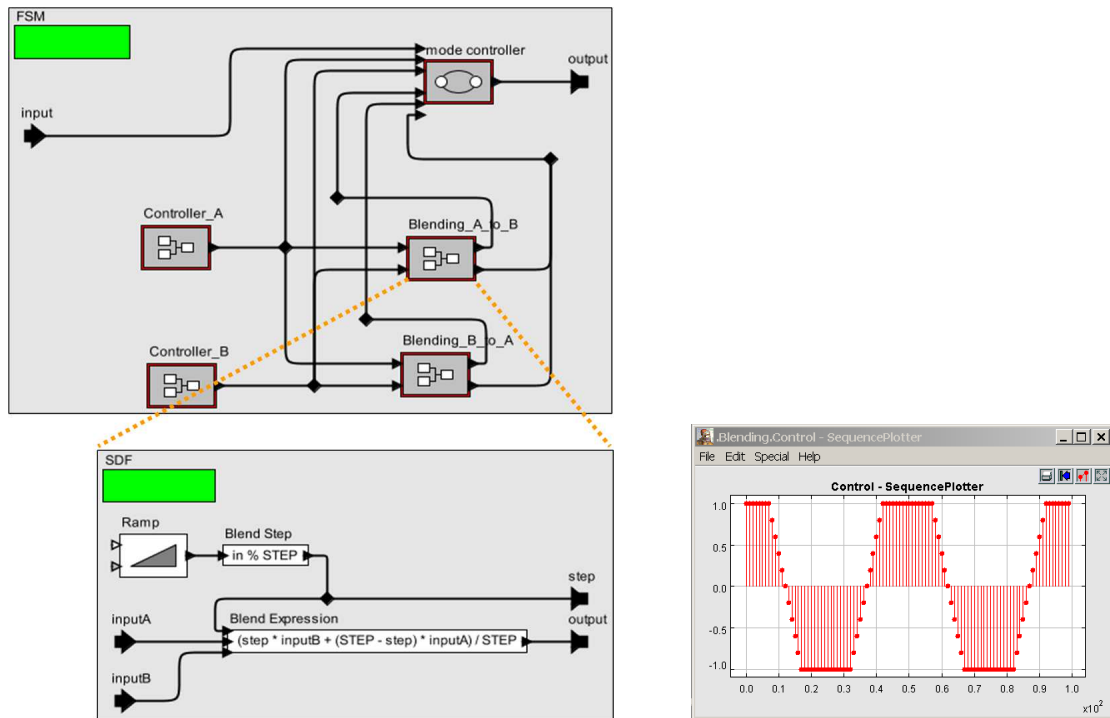 FSM
mode controller
output
input
Controller_A
Blending_A_to_B
Controller_B
Blending_B_to_A
SDF
Ramp
Blend Step
in % STEP
step
inputA
Blend Expression
output
(step * inputB + (STEP - step) * inputA) / STEP
inputB
.Blending.Control - SequencePlotter
File Edit Special Help
Control - SequencePlotter
1.0
0.5
0.0
-0.5
-1.0
0.0 0.1 0.2 0.3 0.4 0.5 0.6 0.7 0.8 0.9 1.0
x10²